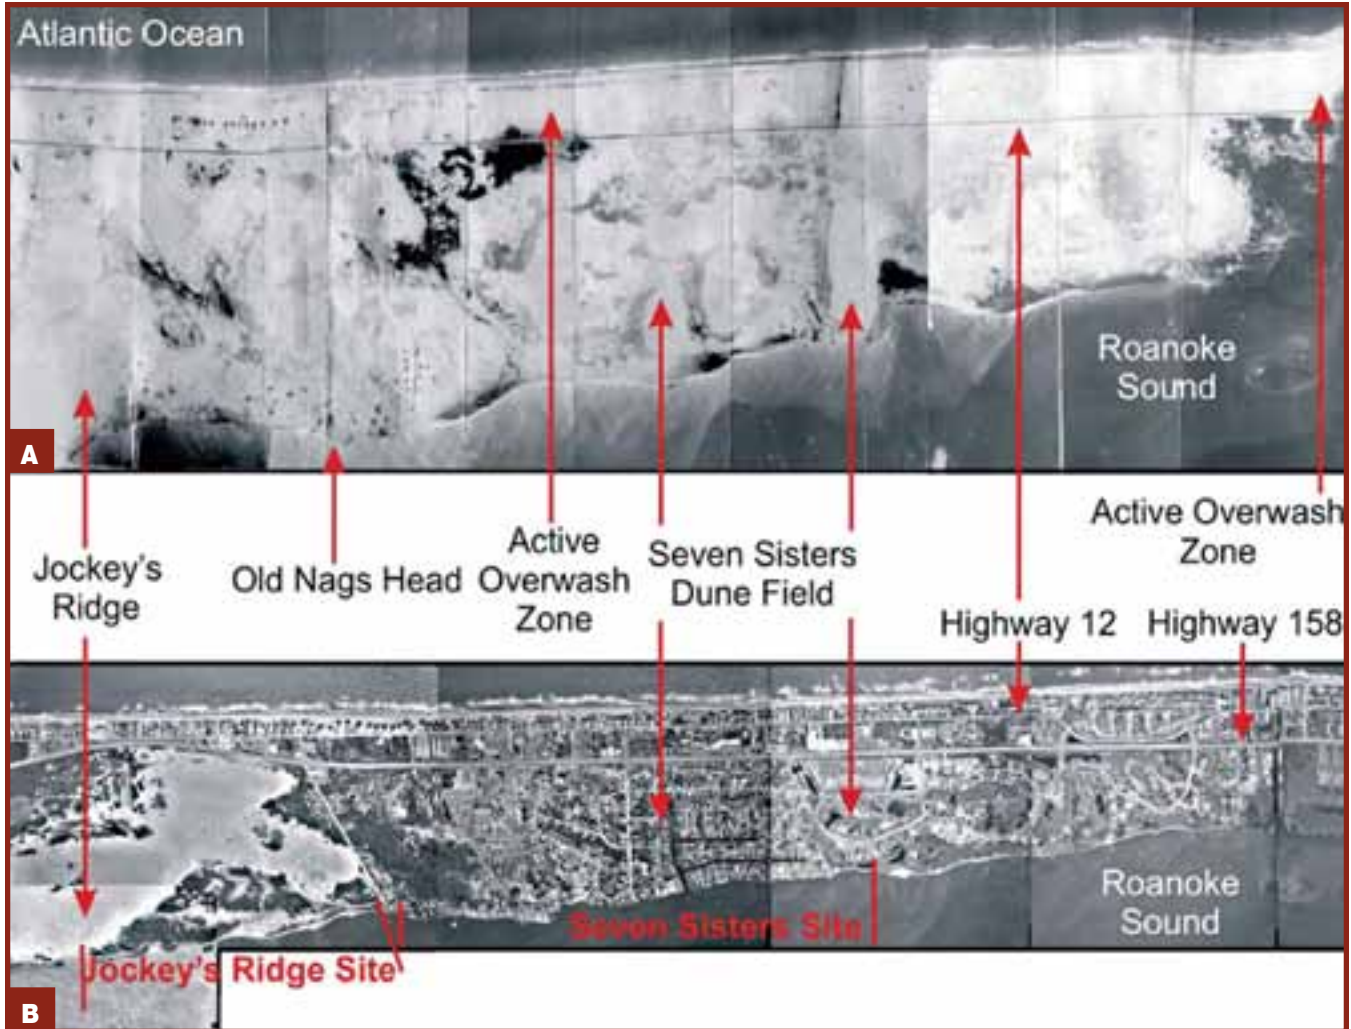 Atlantic Ocean
Roanoke
Sound
A
Jockey's
Ridge
Old Nags Head
Active
Overwash
Zone
Seven Sisters
Dune Field
Active Overwash
Zone
Highway 12
Highway 158
Roanoke
Sound
Seven Sisters Site
Jockey's Ridge Site
B